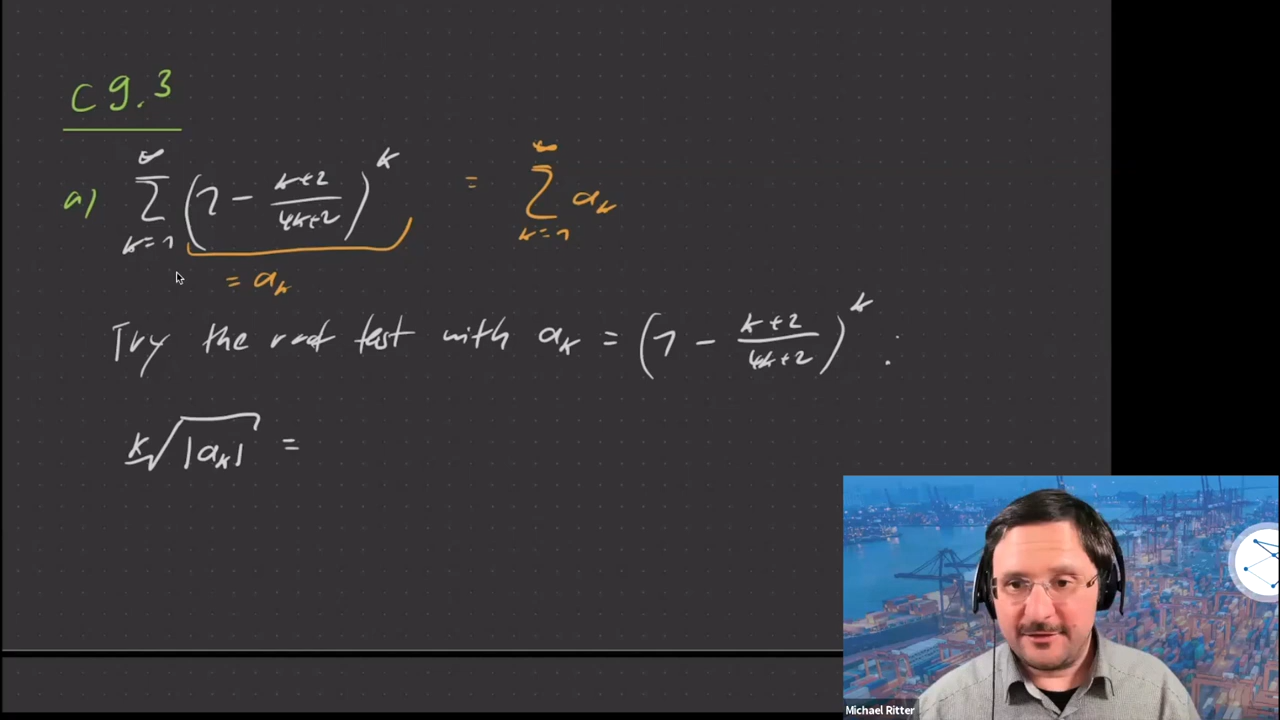 C 9.3
a) ∞∑k=1 (1 - (k+2)/(4k+2))^k = ∞∑k=1 a_k
= a_k
Try the root test with a_k = (1 - (k+2)/(4k+2))^k :
k√|a_k| =
Michael Ritter